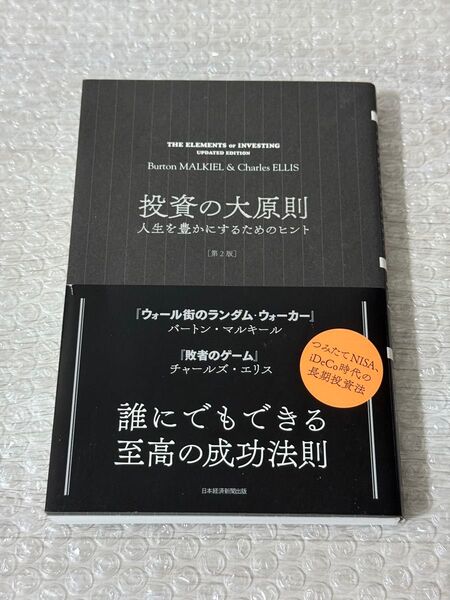 THE ELEMENTS OF INVESTING
UPDATED EDITION
Burton MALKIEL & Charles ELLIS
投資の大原則
人生を豊かにするためのヒント
[第2版]
『ウォール街のランダム・ウォーカー』
バートン・マルキール
『敗者のゲーム』
チャールズ・エリス
つみたてNISA、
iDeCo時代の
長期投資法
誰にでもできる
至高の成功法則
日本経済新聞出版